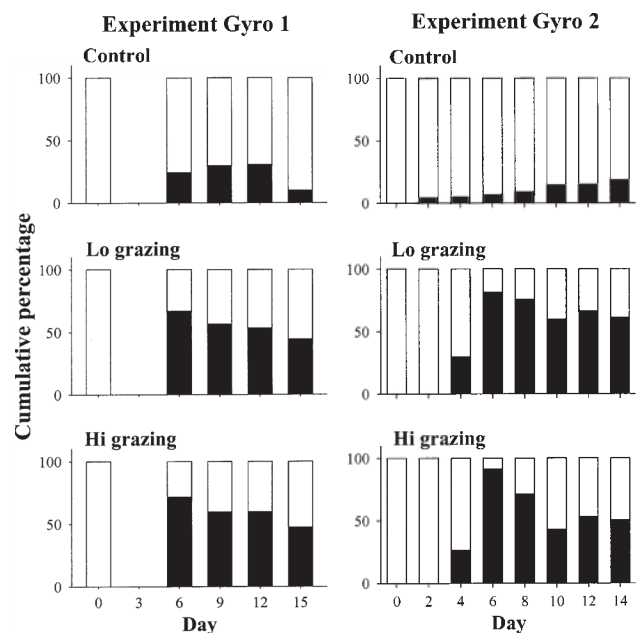 Experiment Gyro 1
Experiment Gyro 2
Control
Control
100
50
0
100
50
0
Lo grazing
Lo grazing
100
50
0
100
50
0
Hi grazing
Hi grazing
100
50
0
100
50
0
0 3 6 9 12 15
0 2 4 6 8 10 12 14
Day
Day
Cumulative percentage